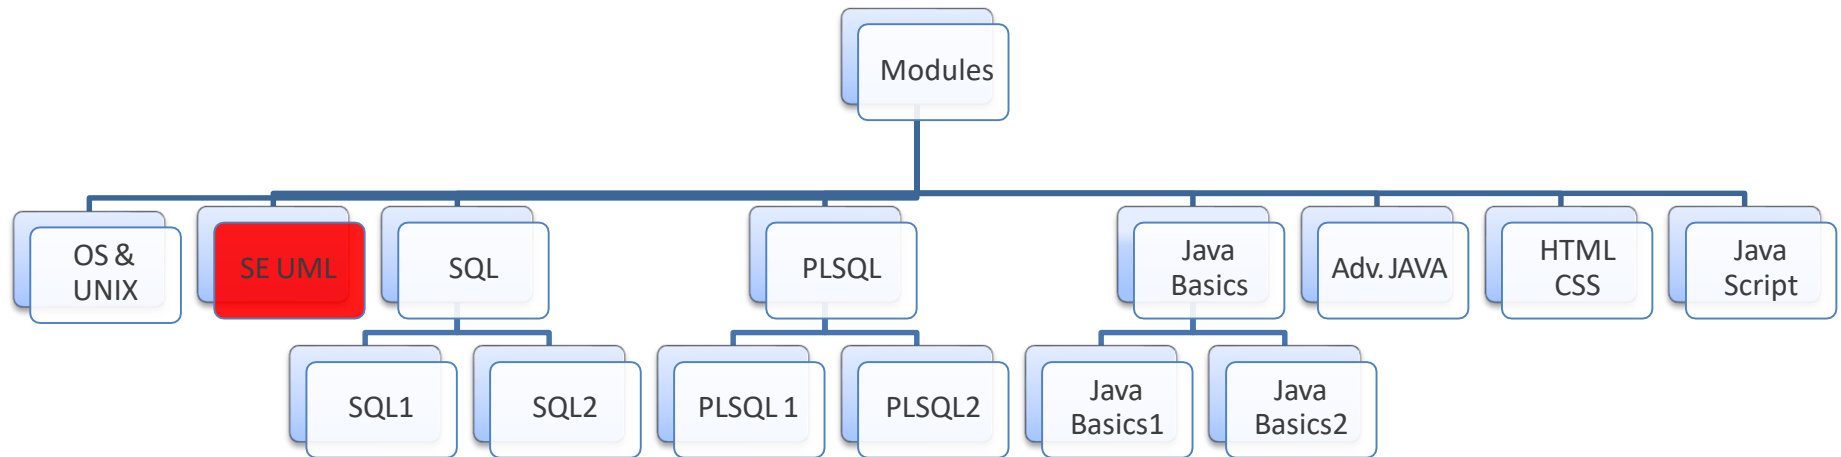 Modules
OS &
UNIX
SE UML
SQL
PLSQL
Java
Basics
Adv. JAVA
HTML
CSS
Java
Script
SQL1
SQL2
PLSQL 1
PLSQL2
Java
Basics1
Java
Basics2